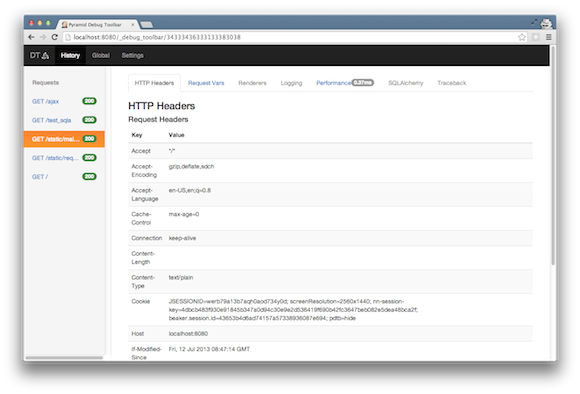 Pyramid Debug Toolbar
localhost:8080/_debug_toolbar/34333436333133383038
DT History Global Settings
Requests
GET /ajax 200
GET /test_sqla 200
GET /static/mai... 200
GET /static/req... 200
GET / 200
HTTP Headers Request Vars Renderers Logging Performance 0.37ms SQLAlchemy Traceback
HTTP Headers
Request Headers
Key Value
Accept */*
Accept-
Encoding
gzip,deflate,sdch
Accept-
Language
en-US,en;q=0.8
Cache-
Control
max-age=0
Connection keep-alive
Content-
Length
Content-
Type
text/plain
Cookie
JSESSIONID=werb79a13b7aqh0aod734y0d; screenResolution=2560x1440; nn-session-
beaker.session.id=43653b4d6ad74157a57338936087e694; pdtb=hide
Host localhost:8080
If-Modified-
Since
Fri, 12 Jul 2013 08:47:14 GMT